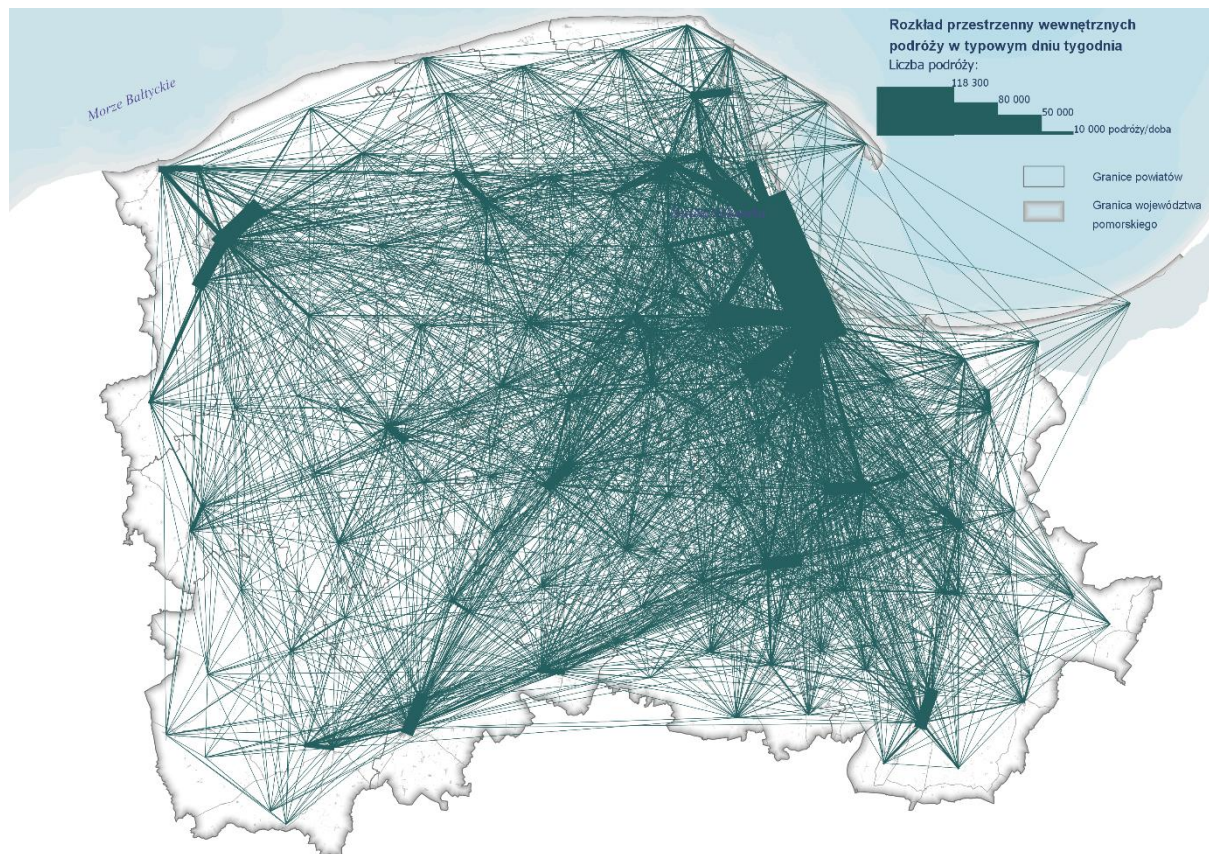 Rozkład przestrzenny wewnętrznych
podróży w typowym dniu tygodnia
Liczba podróży:
118 300
80 000
50 000
10 000 podróży/doba
Morze Bałtyckie
Granice powiatów
Granica województwa
pomorskiego